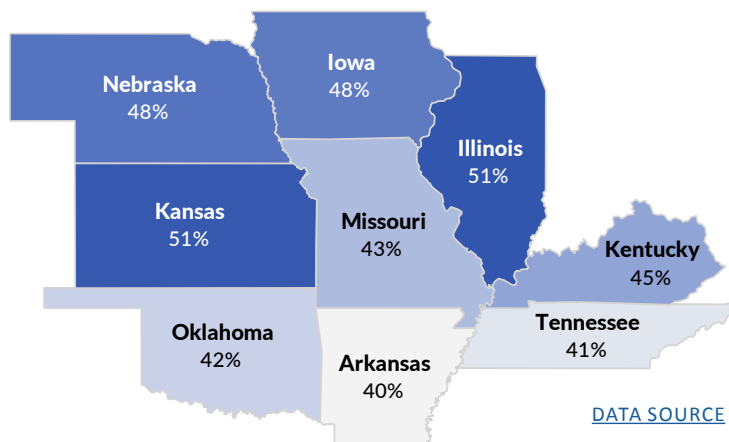 Iowa
48%
Nebraska
48%
Illinois
51%
Kansas
51%
Missouri
43%
Kentucky
45%
Oklahoma
42%
Tennessee
41%
Arkansas
40%
DATA SOURCE